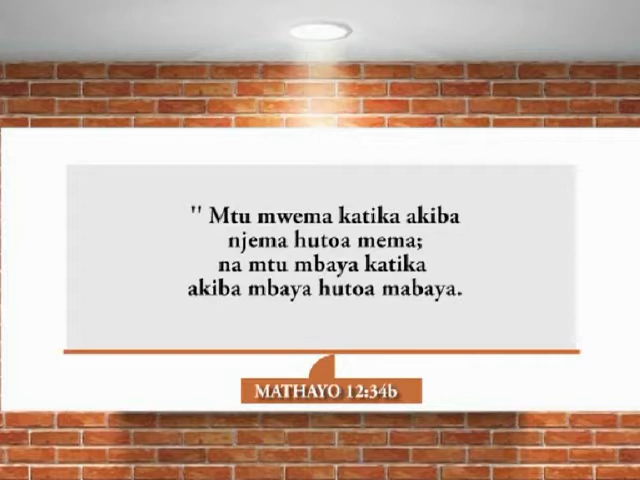 " Mtu mwema katika akiba
njema hutoa mema;
na mtu mbaya katika
akiba mbaya hutoa mabaya.
MATHAYO 12:34b